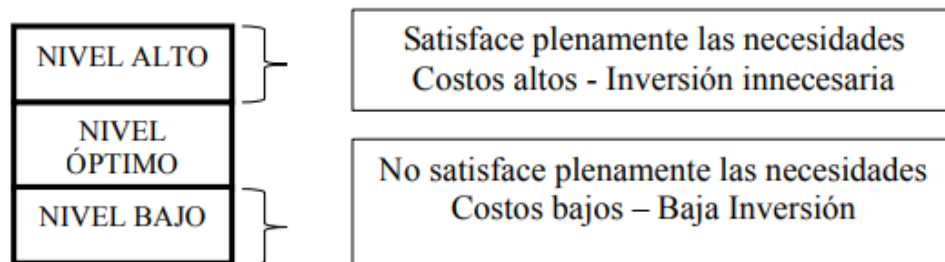 NIVEL ALTO
Satisface plenamente las necesidades
Costos altos - Inversión innecesaria
NIVEL
ÓPTIMO
NIVEL BAJO
No satisface plenamente las necesidades
Costos bajos – Baja Inversión